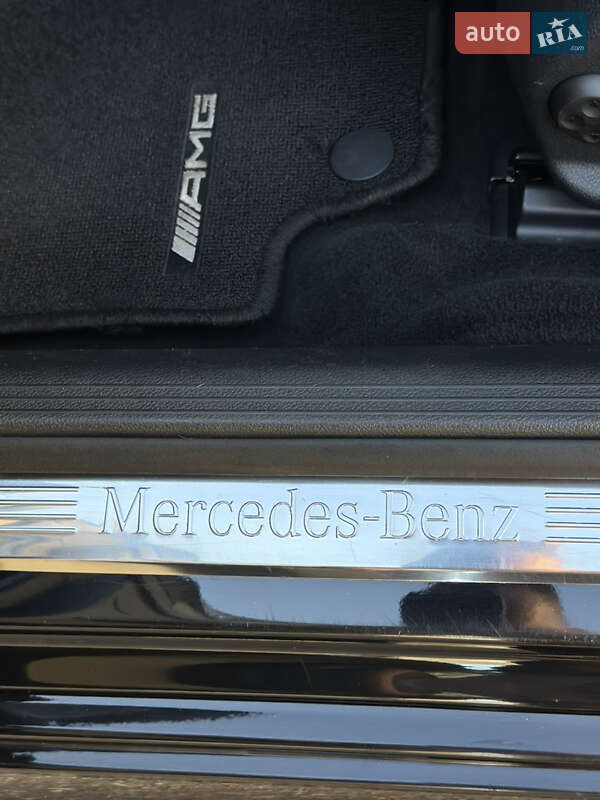 auto RIA
.com
AMG
Mercedes-Benz